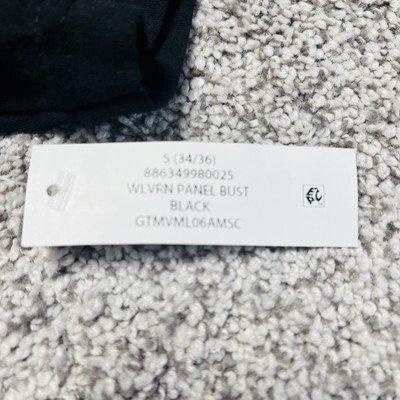 S (34/36)
886349980025
WLVRN PANEL BUST
BLACK
GTMVML06AMSC